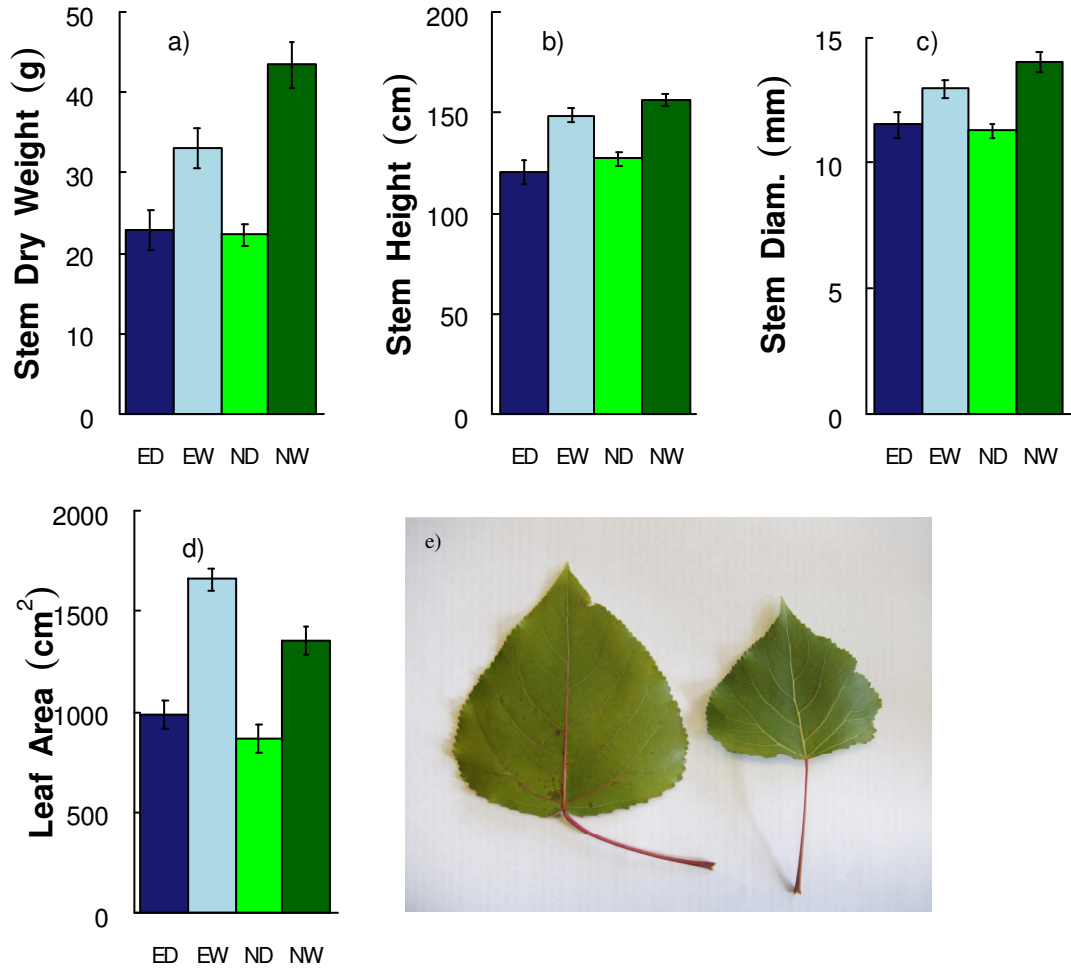 a)
Stem Dry Weight (g)
50
40
30
20
10
0
ED EW ND NW
b)
Stem Height (cm)
200
150
100
50
0
ED EW ND NW
c)
Stem Diam. (mm)
15
10
5
0
ED EW ND NW
d)
Leaf Area (cm²)
2000
1500
1000
500
0
ED EW ND NW
e)